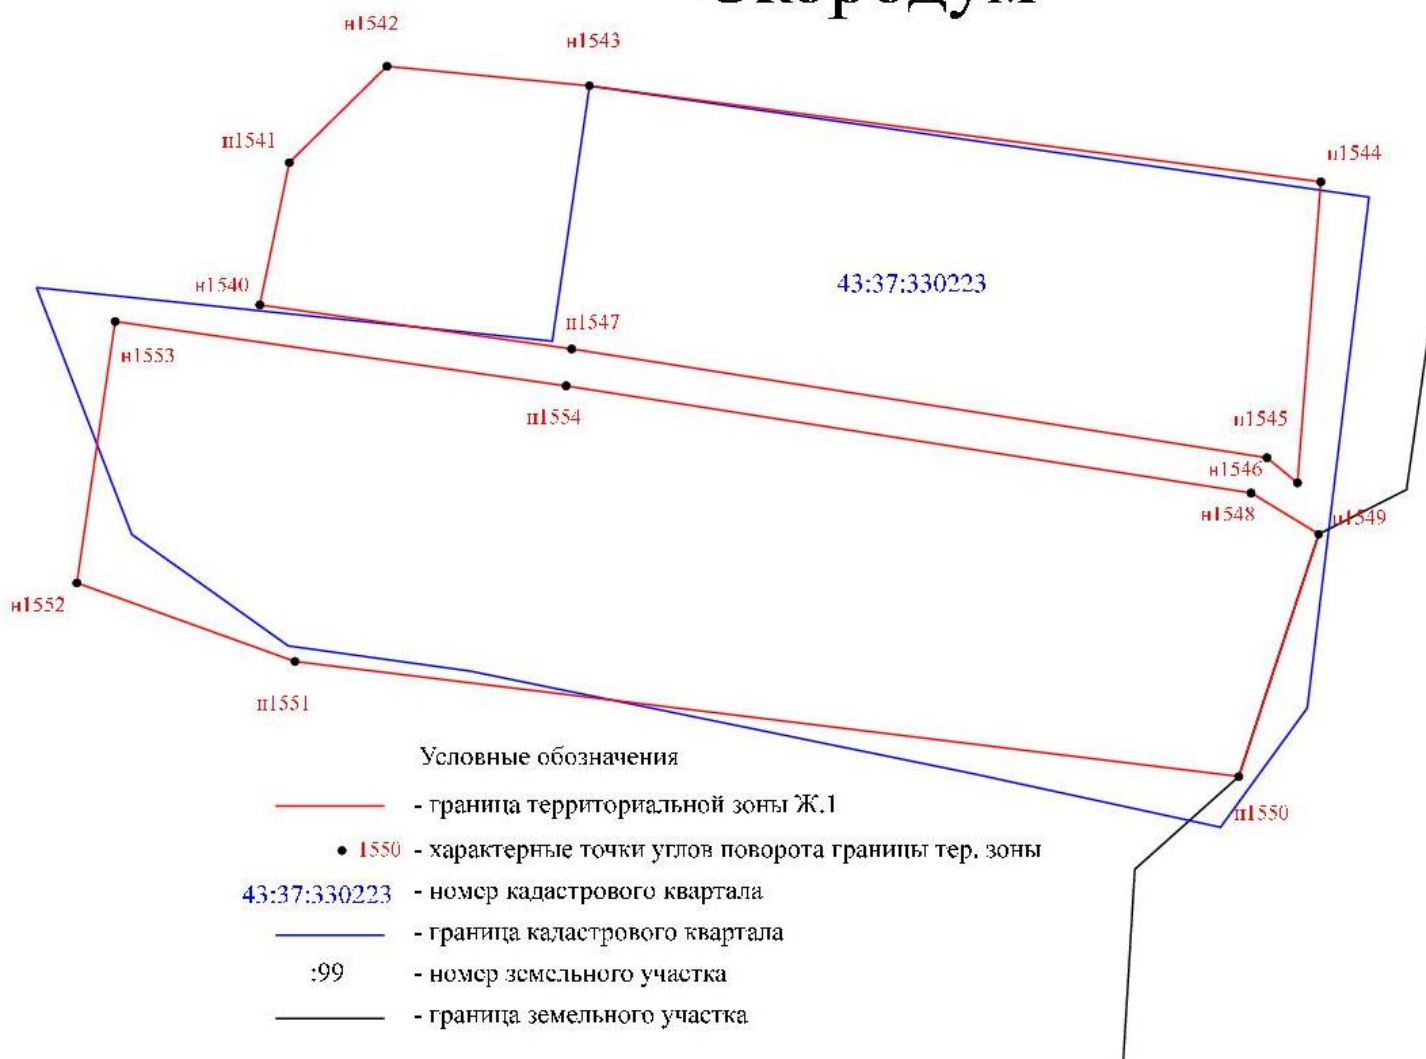 н1542
н1543
н1541
н1544
43:37:330223
н1540
н1547
н1553
н1554
н1545
н1546
н1548
н1549
н1552
н1551
Условные обозначения
- граница территориальной зоны Ж.1
н1550
1550 - характерные точки углов поворота границы тер. зоны
43:37:330223 - номер кадастрового квартала
- граница кадастрового квартала
:99 - номер земельного участка
- граница земельного участка